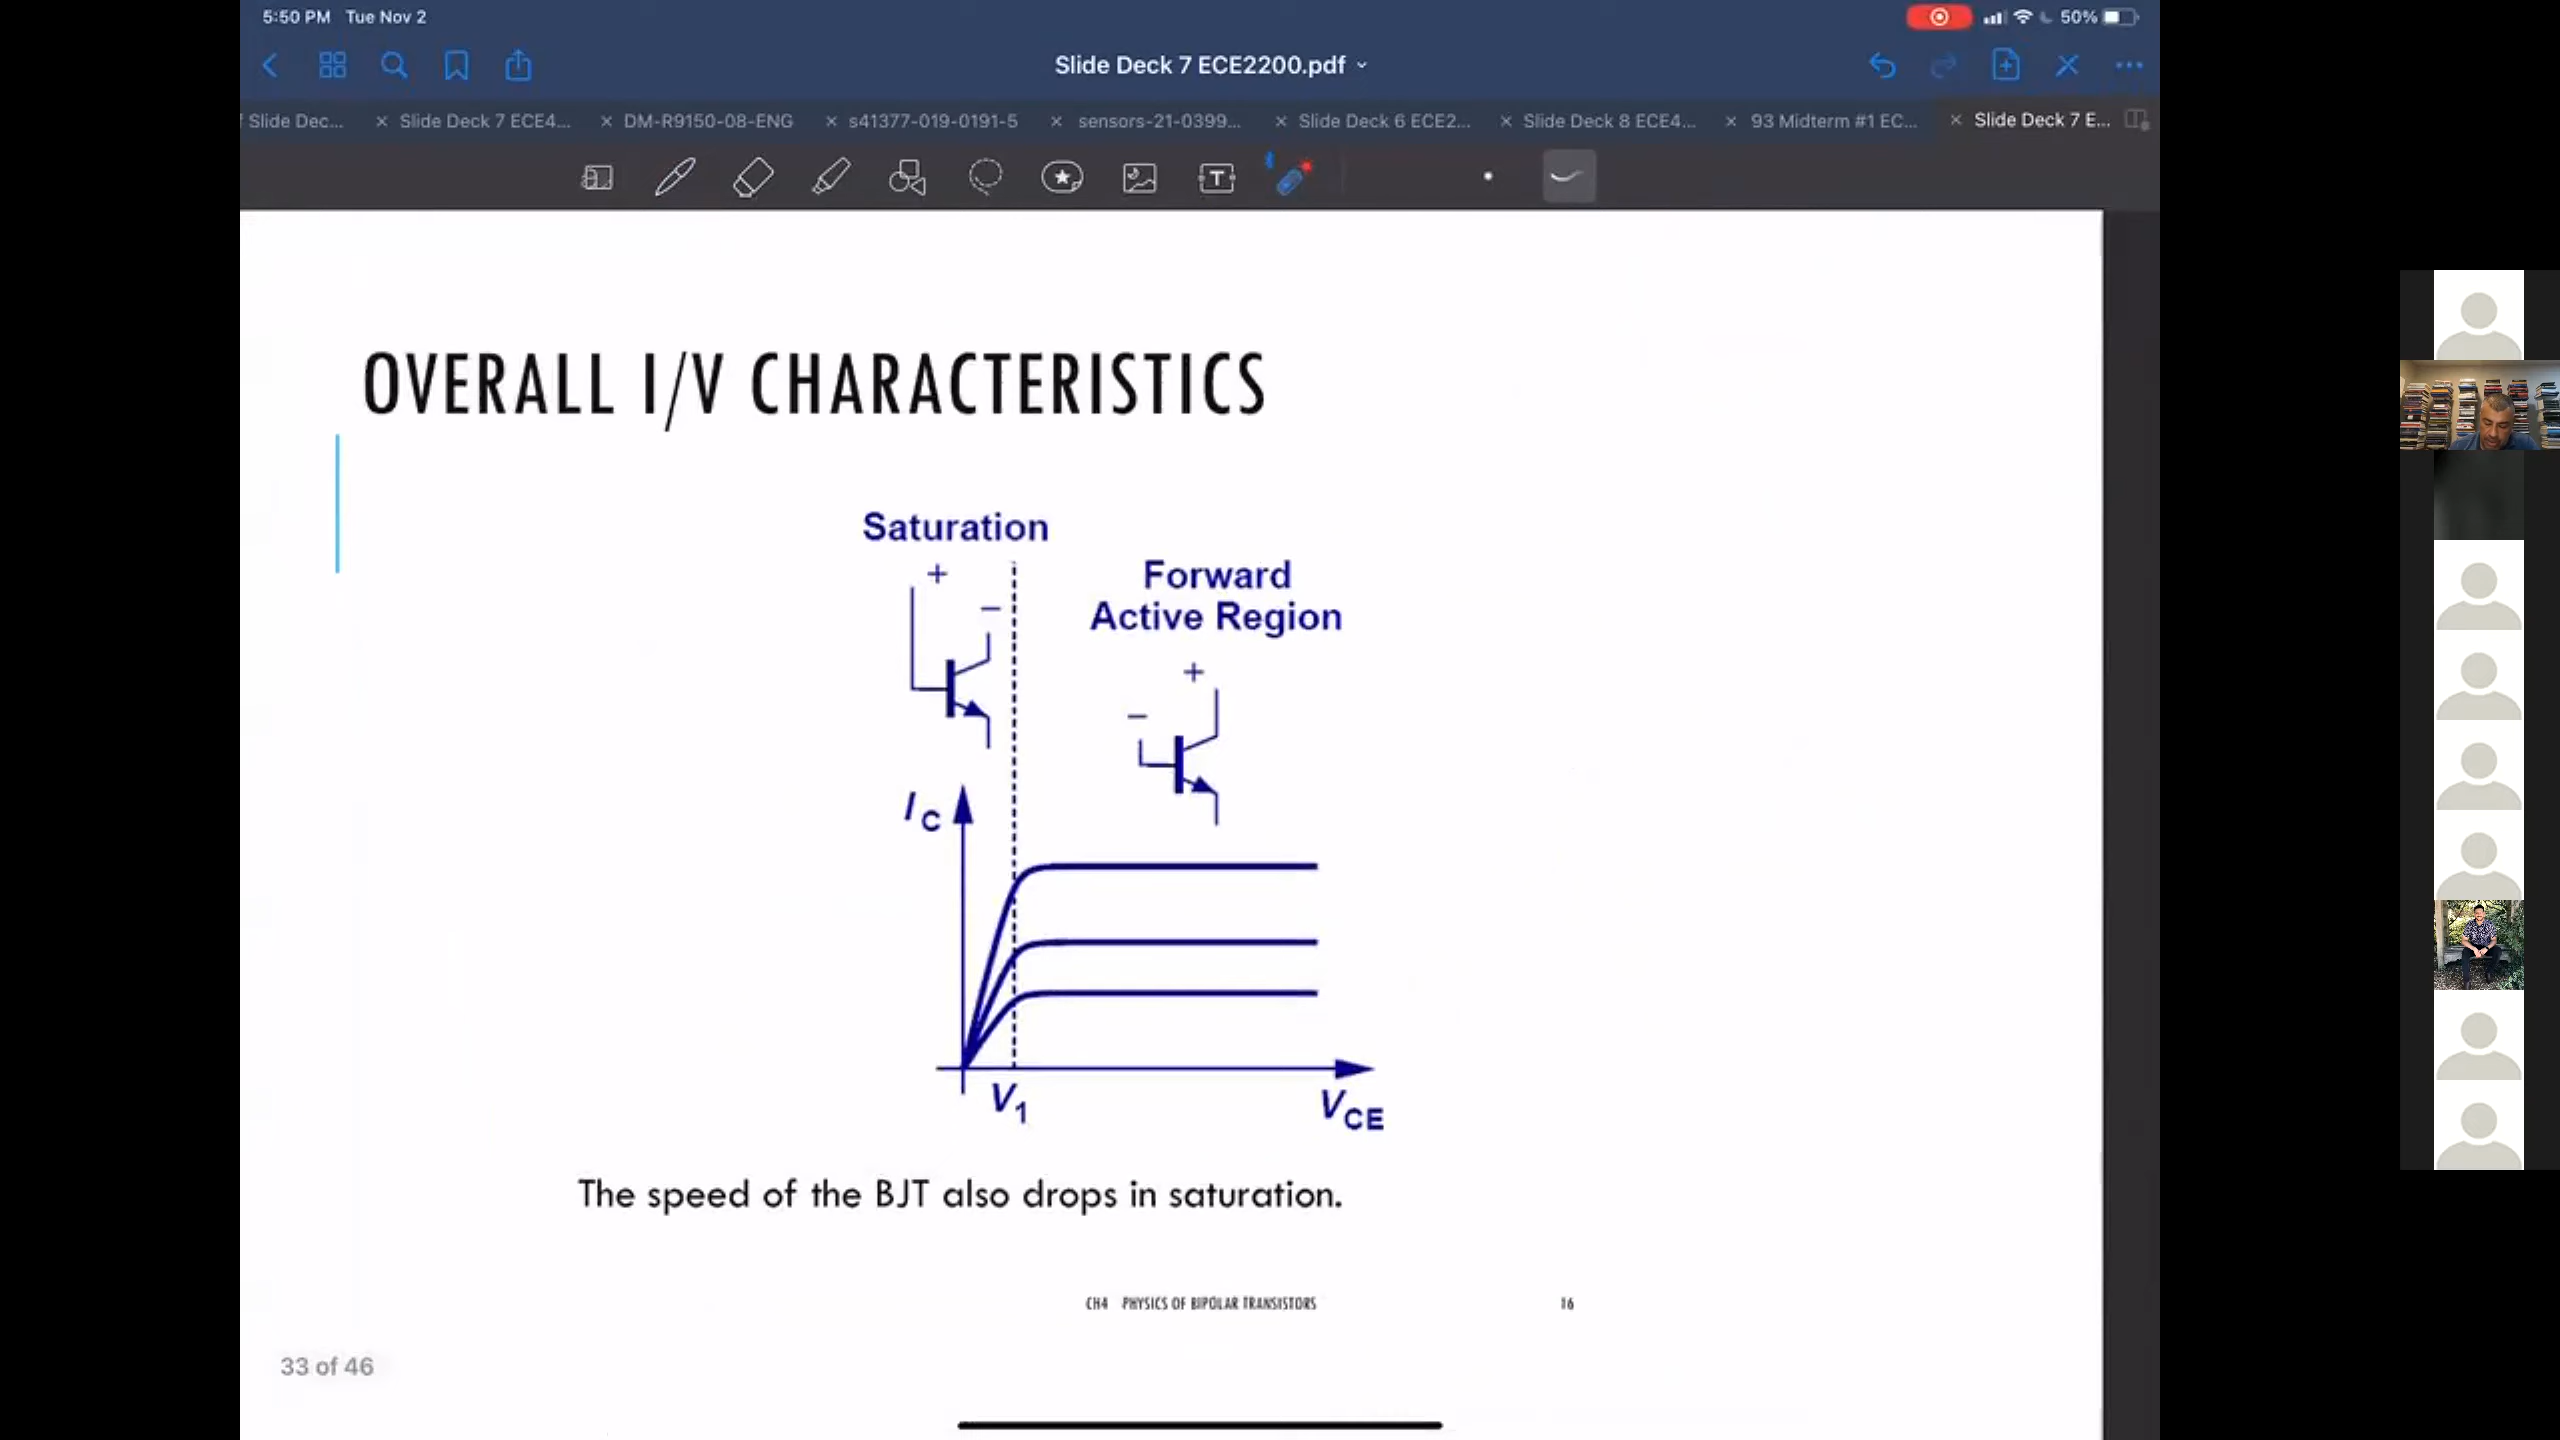 5:50 PM Tue Nov 2
50%
Slide Deck 7 ECE2200.pdf
Slide Dec...
Slide Deck 7 ECE4...
DM-R9150-08-ENG
s41377-019-0191-5
sensors-21-0399...
Slide Deck 6 ECE2...
Slide Deck 8 ECE4...
93 Midterm #1 EC...
Slide Deck 7 E...
OVERALL I/V CHARACTERISTICS
Saturation
+
−
Forward
Active Region
+
−
I C
V1
VCE
The speed of the BJT also drops in saturation.
CH4 PHYSICS OF BIPOLAR TRANSISTORS
16
33 of 46